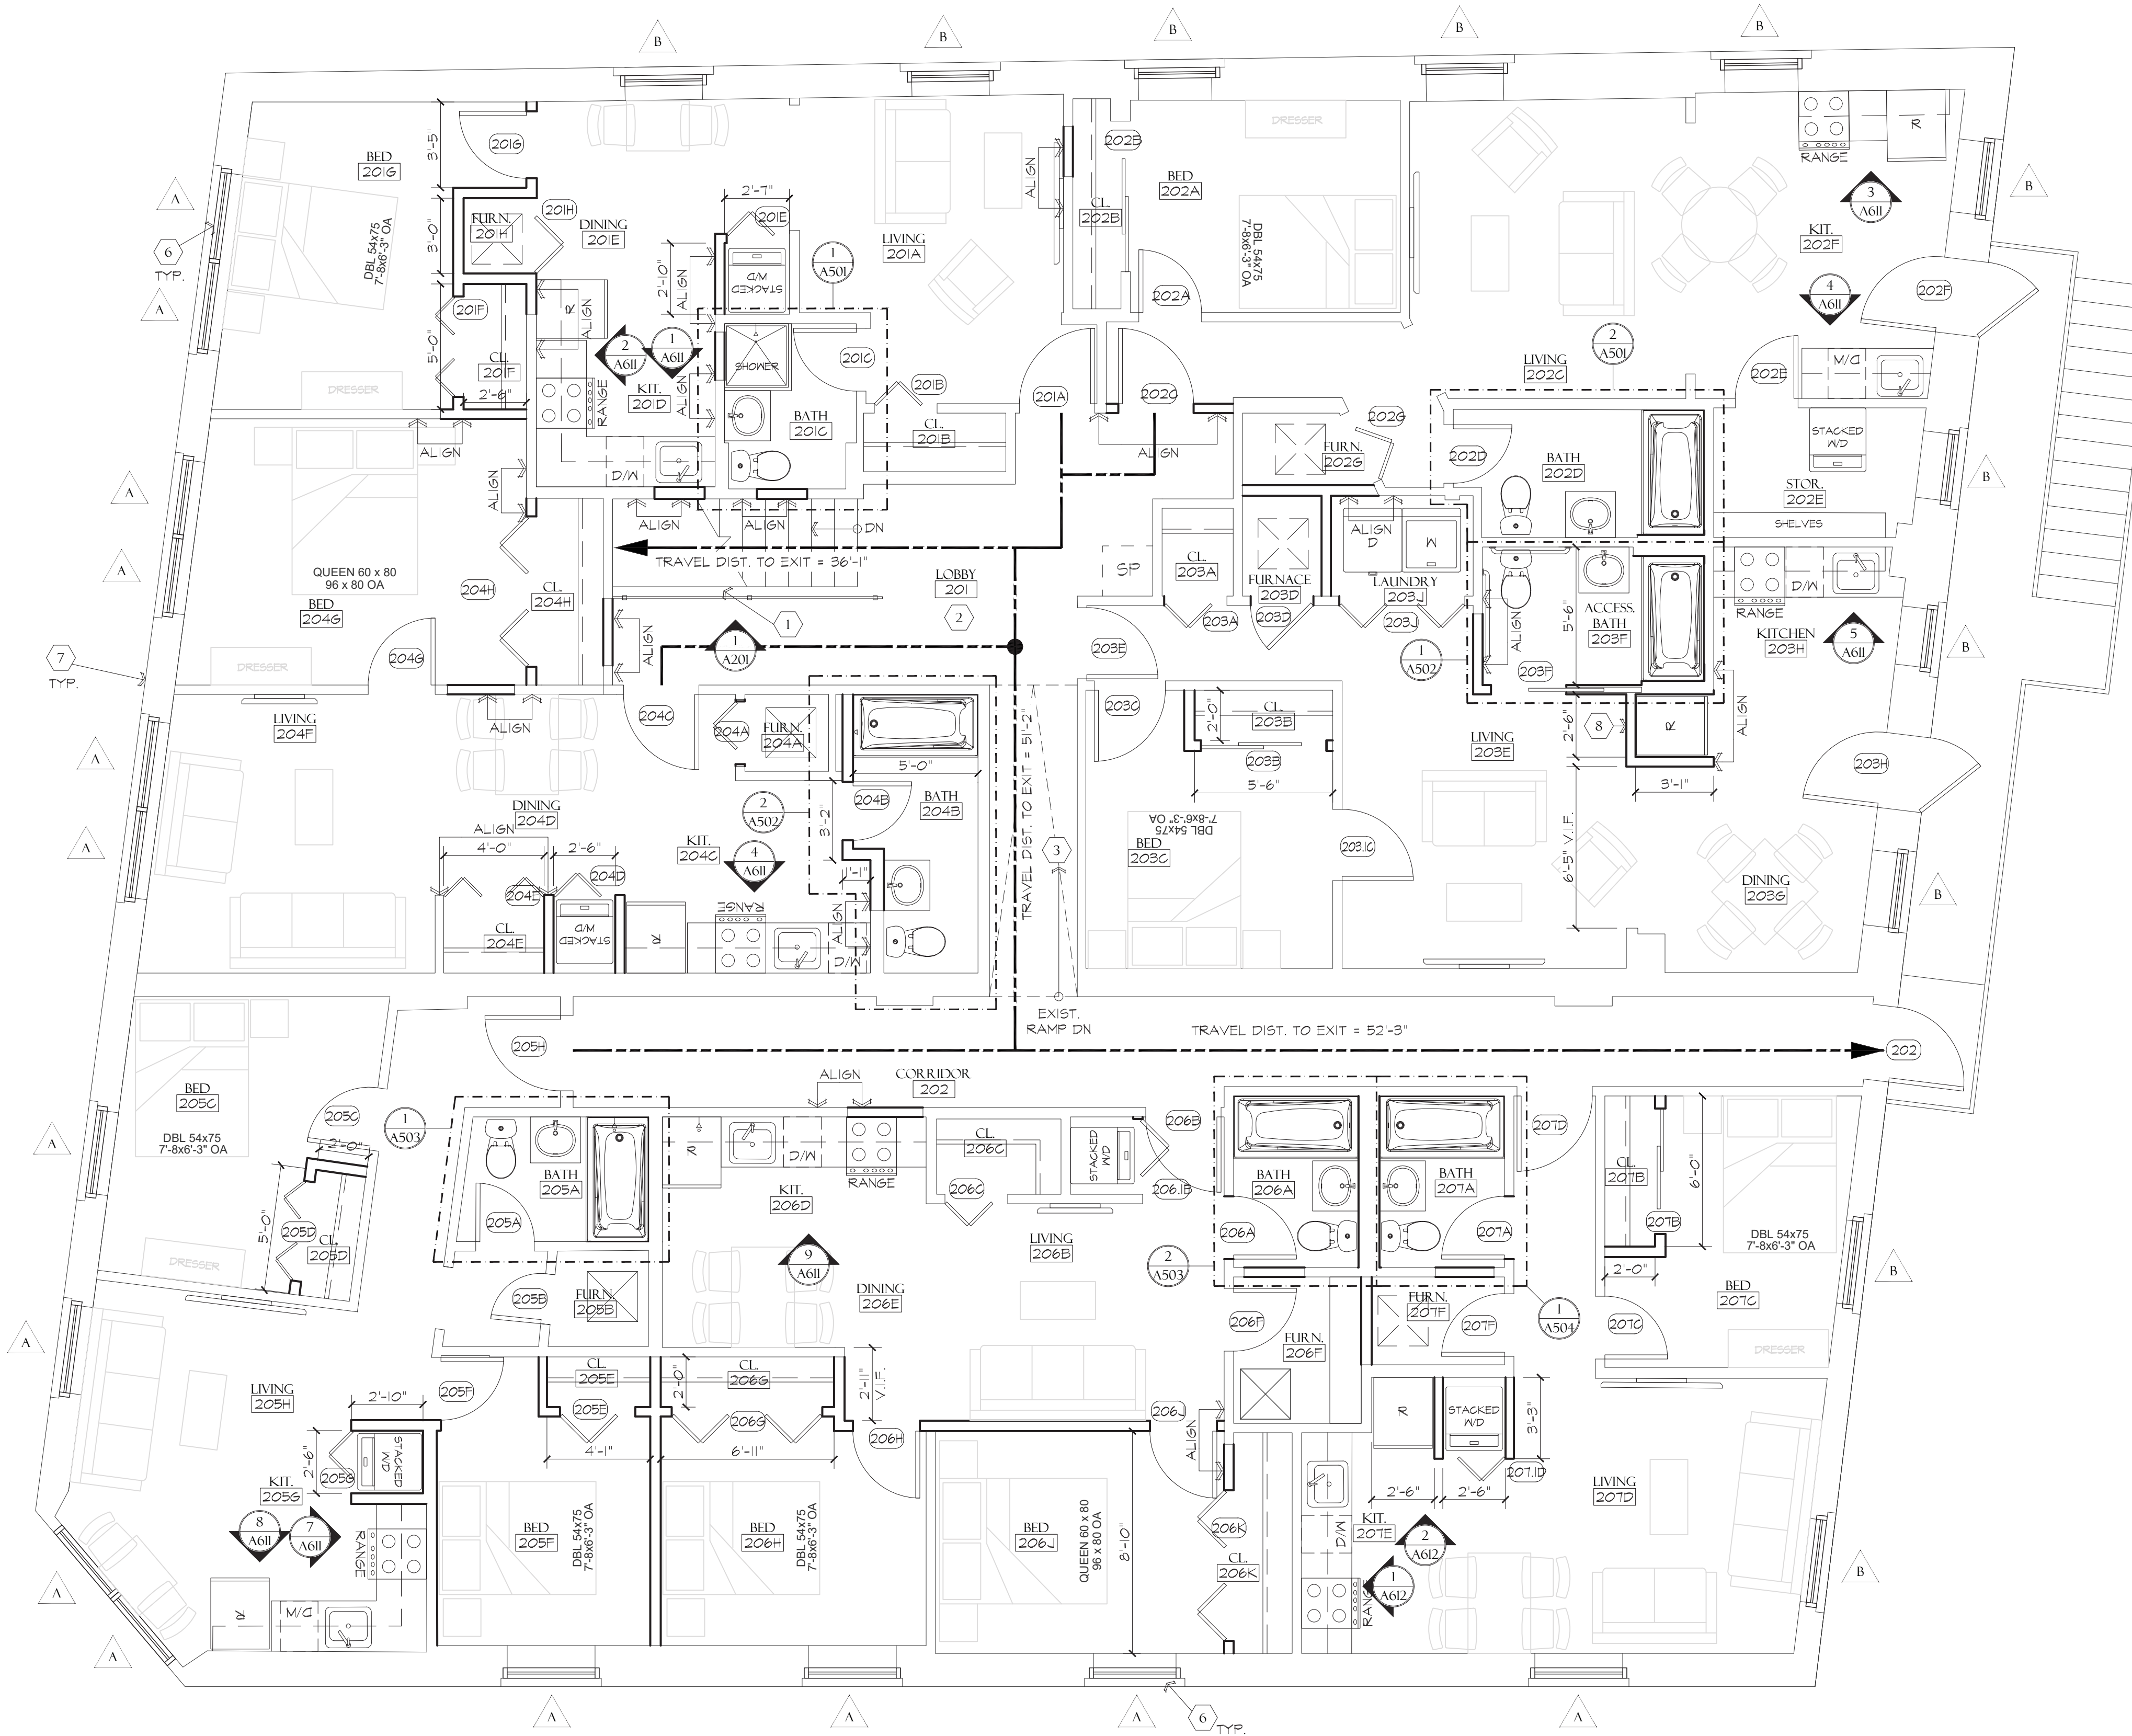 B
B
B
B
B
DRESSER
R
RANGE
3'-5"
201G
BED
201G
202B
BED
202A
ALIGN
3
A611
B
A
2'-7"
201E
201H
FURN.
201H
DINING
201E
CL.
202B
KIT.
202F
6
TYP.
DBL 54x75
7'-8x6'-3" OA
3'-0"
LIVING
201A
DBL 54x75
7'-8x6'-3" OA
1
A501
2'-10"
ALIGN
STACKED
W/D
202A
4
A611
202F
A
201F
R
ALIGN
5'-0"
2
A611
1
A611
SHOWER
201C
2
A501
CL.
201F
LIVING
202C
202E
D/W
DRESSER
2'-6"
RANGE
KIT.
201D
ALIGN
201B
201A
202C
BATH
201C
CL.
201B
202G
STACKED
W/D
ALIGN
ALIGN
FURN.
202G
202D
BATH
202D
B
D/W
A
ALIGN
STOR.
202E
SHELVES
ALIGN
ALIGN
DN
ALIGN
D
W
TRAVEL DIST. TO EXIT = 36'-1"
A
QUEEN 60 x 80
96 x 80 OA
BED
204G
204H
CL.
204H
LOBBY
201
SP
CL.
203A
FURNACE
203D
LAUNDRY
203J
D/W
RANGE
1
2
203A
203D
203J
5'-6"
ALIGN
ACCESS.
BATH
203F
KITCHEN
203H
5
A611
B
ALIGN
1
A201
203E
1
A502
203F
7
TYP.
DRESSER
204G
203C
2'-0"
CL.
203B
ALIGN
LIVING
204F
ALIGN
204C
204A
FURN.
204A
8
R
2'-6"
LIVING
203E
A
203B
203H
5'-0"
5'-6"
3'-1"
TRAVEL DIST. TO EXIT = 51'-2"
DINING
204D
2
A502
3'-2"
204B
BATH
204B
DBL 54x75
7'-8x6'-3" OA
A
ALIGN
4'-0"
2'-6"
KIT.
204C
3
BED
203C
203.1C
6'-5" V.I.F.
4
A611
204E
204D
1'-1"
DINING
203G
B
CL.
204E
STACKED
W/D
R
RANGE
ALIGN
D/W
EXIST.
RAMP DN
TRAVEL DIST. TO EXIT = 52'-3"
205H
202
BED
205C
ALIGN
CORRIDOR
202
205C
1
A503
206B
207D
A
DBL 54x75
7'-8x6'-3" OA
2'-0"
R
D/W
RANGE
CL.
206C
STACKED
W/D
BATH
205A
KIT.
206D
206C
206.1B
BATH
206A
BATH
207A
CL.
207B
6'-0"
5'-0"
205D
CL.
205D
205A
LIVING
206B
206A
207A
207B
DBL 54x75
7'-8x6'-3" OA
DRESSER
9
A611
2
A503
2'-0"
B
205B
FURN.
205B
DINING
206E
FURN.
207F
BED
207C
A
206F
207F
1
A504
207C
FURN.
206F
DRESSER
CL.
205E
CL.
206G
2'-0"
2'-11"
V.I.F.
LIVING
205H
2'-10"
205F
205E
206G
206H
206J
ALIGN
R
STACKED
W/D
3'-3"
4'-1"
6'-11"
2'-6"
STACKED
W/D
205G
KIT.
205G
207.1D
LIVING
207D
2'-6"
2'-6"
8
A611
7
A611
RANGE
BED
205F
DBL 54x75
7'-8x6'-3" OA
BED
206H
DBL 54x75
7'-8x6'-3" OA
BED
206J
QUEEN 60 x 80
96 x 80 OA
8'-10"
206K
D/W
KIT.
207E
2
A612
CL.
206K
1
A612
RANGE
B
A
R
D/W
A
A
A
A
6
TYP.
A